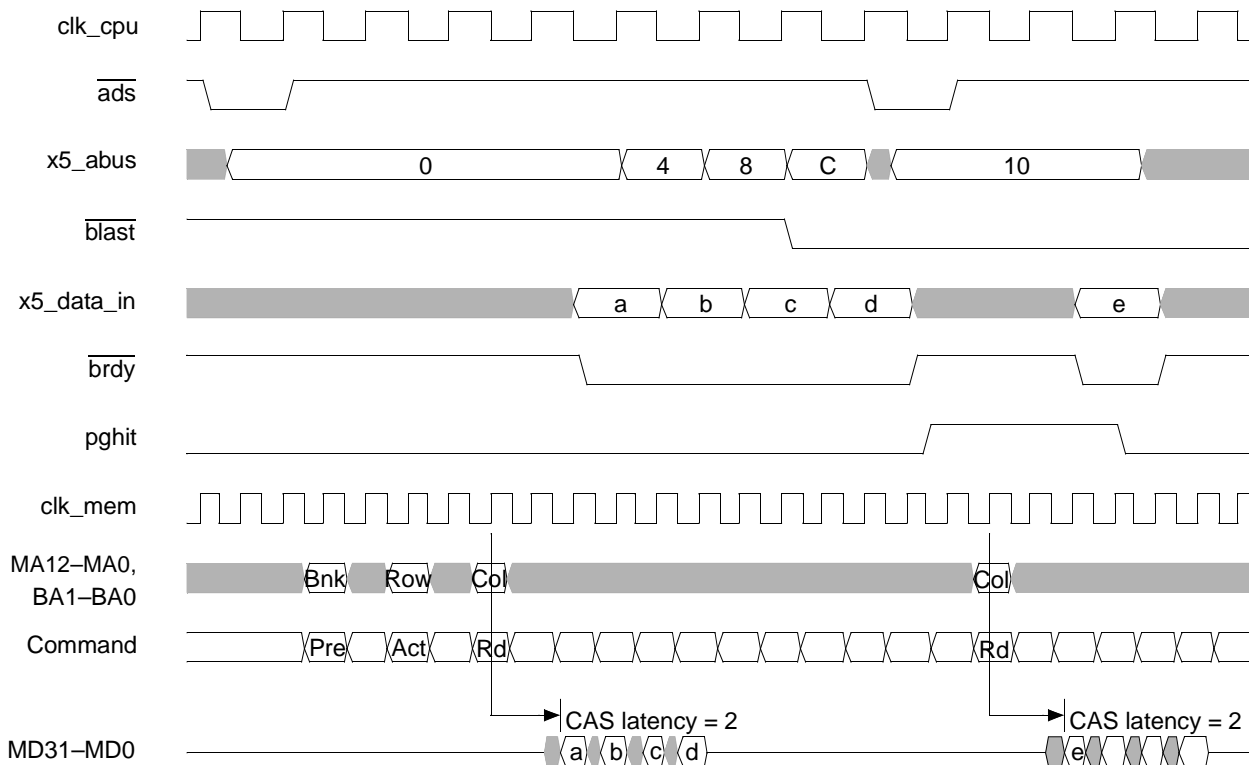 clk_cpu
ads
x5_abus 0 4 8 C 10
blast
x5_data_in a b c d e
brdy
pghit
clk_mem
MA12–MA0,
BA1–BA0 Bnk Row Col Col
Command Pre Act Rd Rd
CAS latency = 2 CAS latency = 2
MD31–MD0 a b c d e